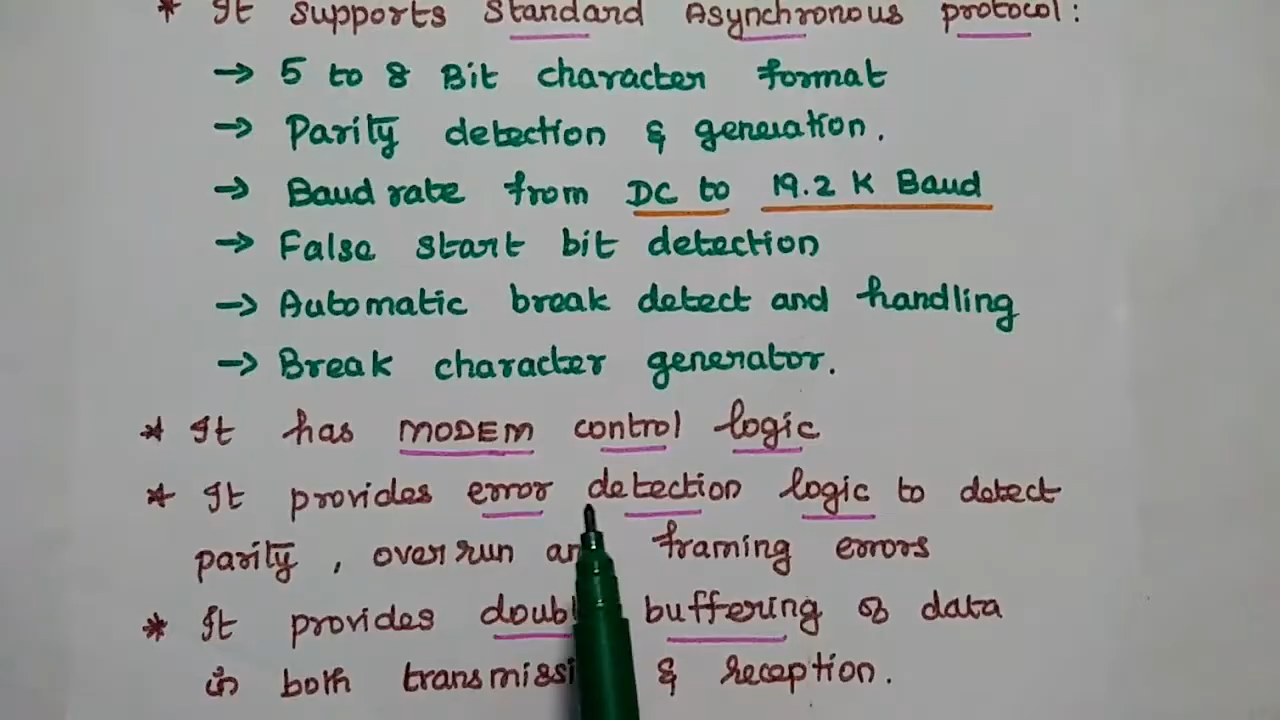 * It supports Standard Asynchronous protocol:
→ 5 to 8 Bit character format
→ Parity detection & generation.
→ Baud rate from DC to 19.2 K Baud
→ False start bit detection
→ Automatic break detect and handling
→ Break character generator.
* It has MODEM control logic
* It provides error detection logic to detect
parity, overrun an framing errors
* It provides doubl buffering of data
in both transmissi & reception.